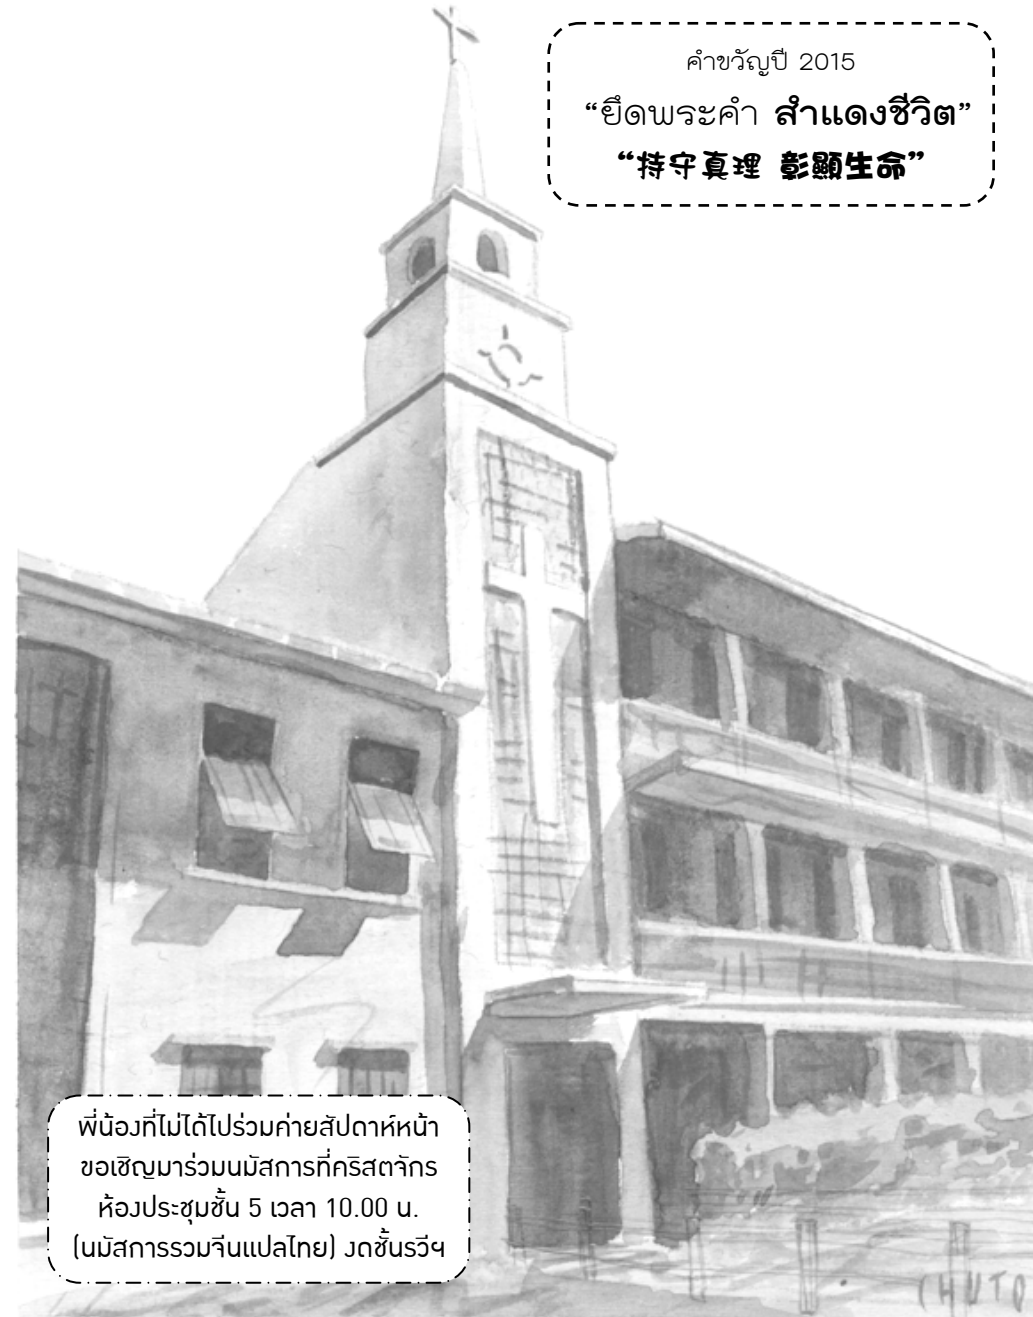 คำขวัญปี 2015
“ยึดพระคำ สำแดงชีวิต”
“持守真理 彰顯生命”
พี่น้องที่ไม่ได้ไปร่วมค่ายสัปดาห์หน้า
ขอเชิญมาร่วมนมัสการที่คริสตจักร
ห้องประชุมชั้น 5 เวลา 10.00 น.
(นมัสการรวมจีนแปลไทย) งดชั้นรวีฯ